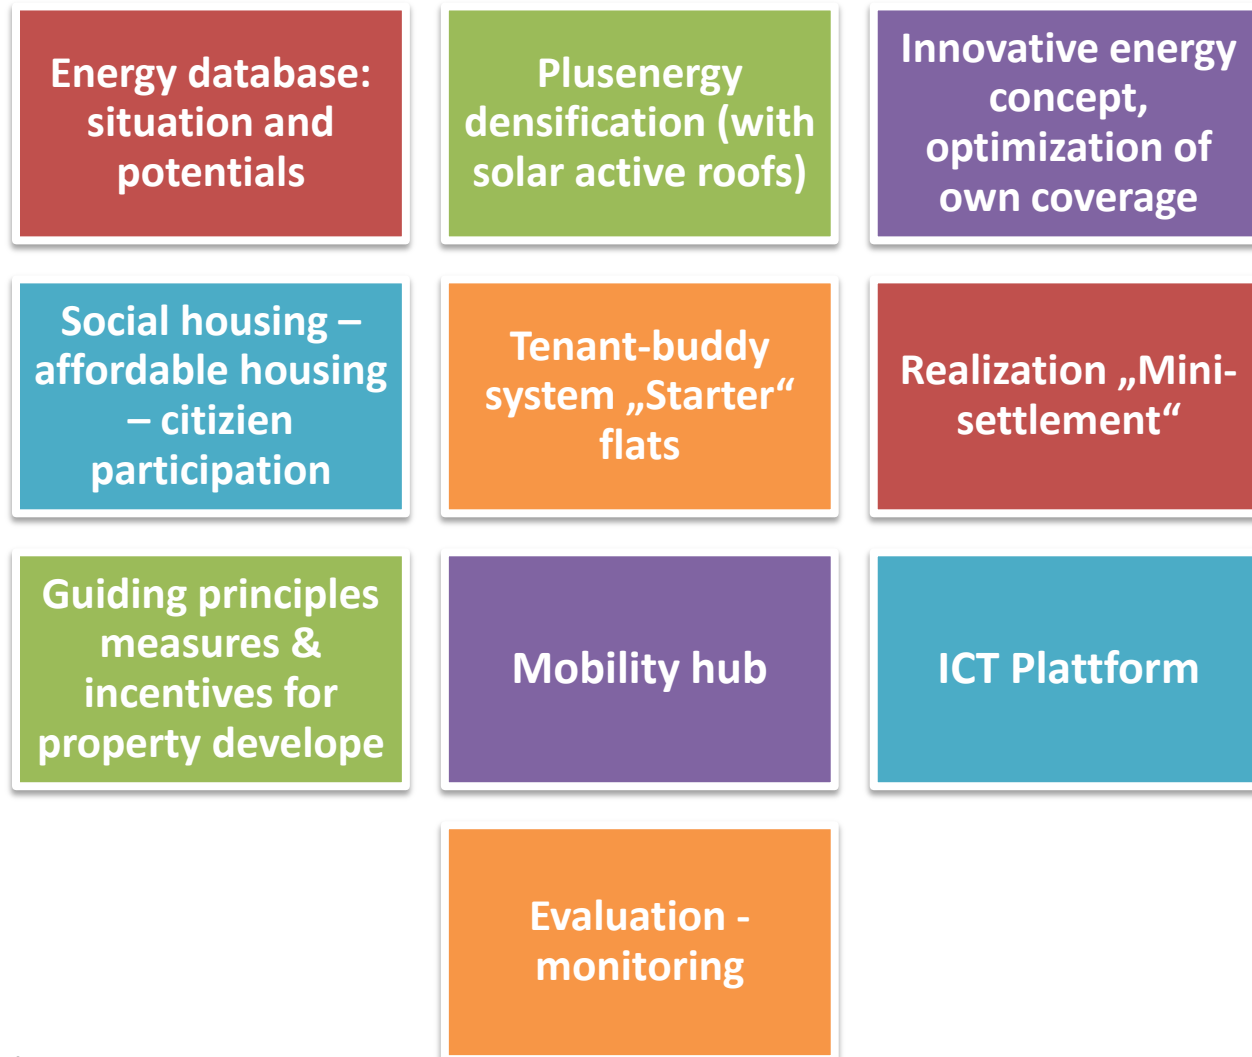 Energy database:
situation and
potentials
Plusenergy
densification (with
solar active roofs)
Innovative energy
concept,
optimization of
own coverage
Social housing –
affordable housing
– citizien
participation
Tenant-buddy
system „Starter“
flats
Realization „Mini-
settlement“
Guiding principles
measures &
incentives for
property develope
Mobility hub
ICT Plattform
Evaluation -
monitoring